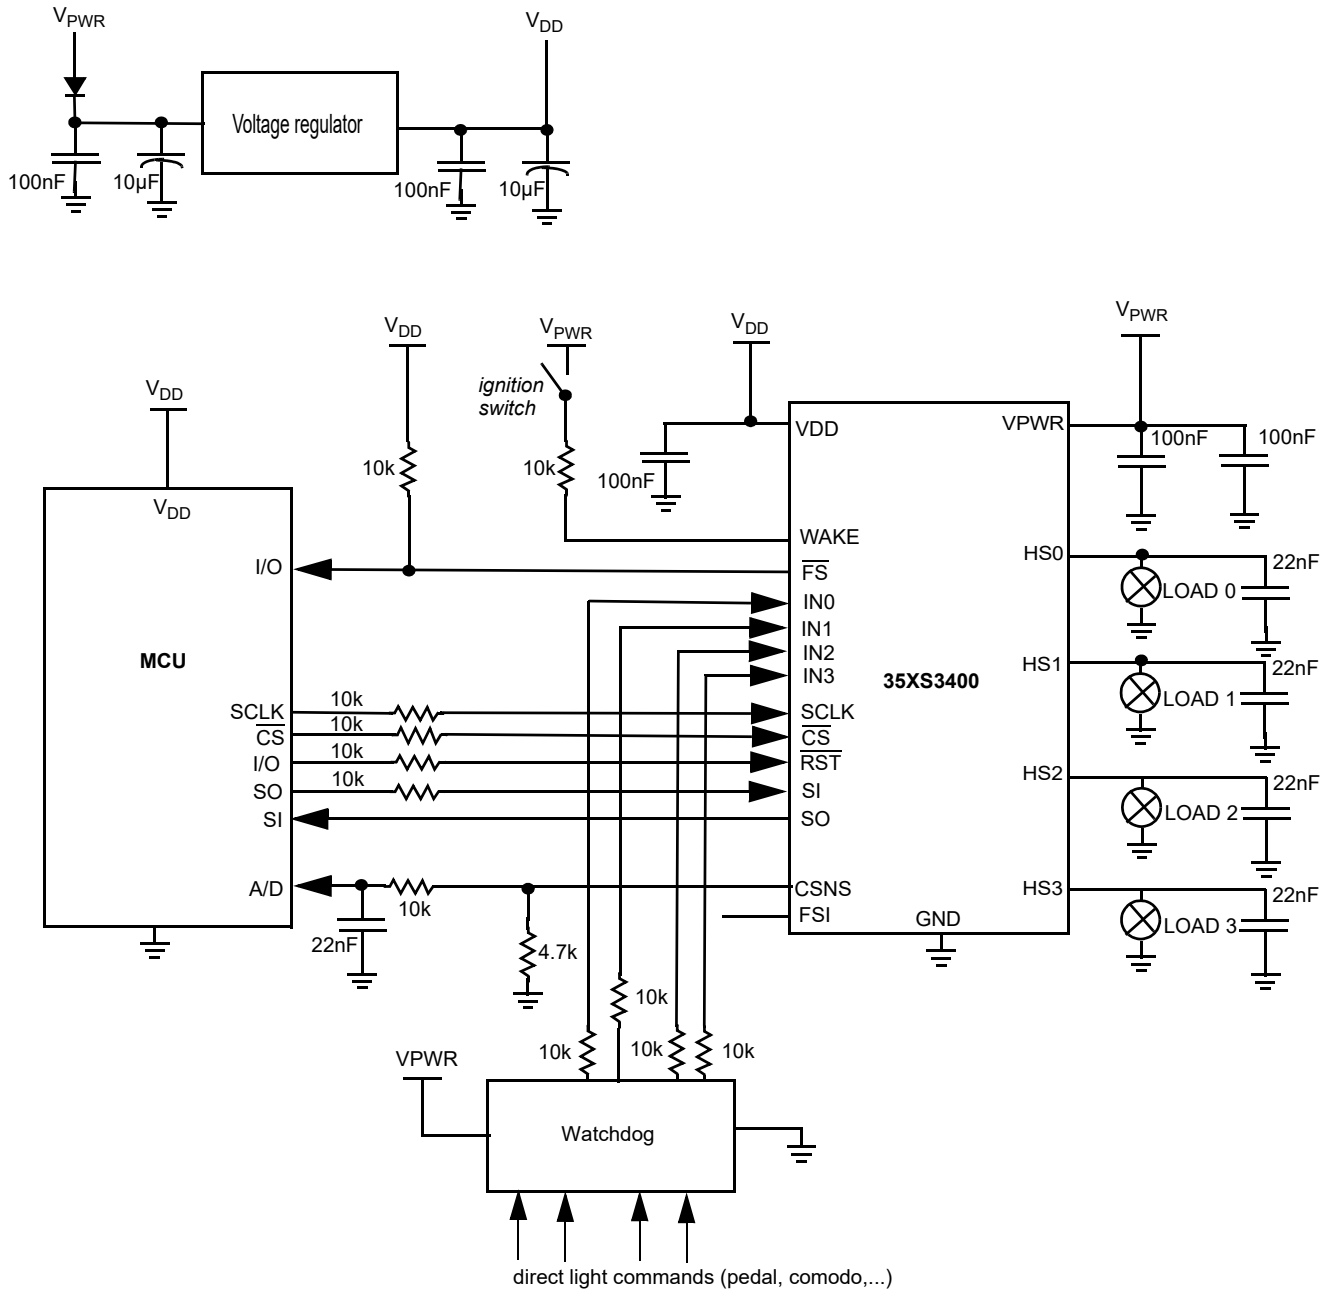 VPWR
VDD
Voltage regulator
100nF
10µF
100nF
10µF
VDD
VPWR
VDD
VPWR
VDD
ignition
switch
10k
10k
100nF
VDD
VPWR
100nF
100nF
VDD
WAKE
I/O
FS
HS0
22nF
IN0
LOAD 0
IN1
IN2
IN3
MCU
35XS3400
HS1
22nF
LOAD 1
SCLK
10k
SCLK
CS
10k
CS
I/O
10k
RST
SO
10k
SI
SI
SO
HS2
22nF
LOAD 2
A/D
10k
CSNS
HS3
22nF
FSI
GND
LOAD 3
22nF
4.7k
10k
10k
10k
10k
VPWR
Watchdog
direct light commands (pedal, comodo,...)